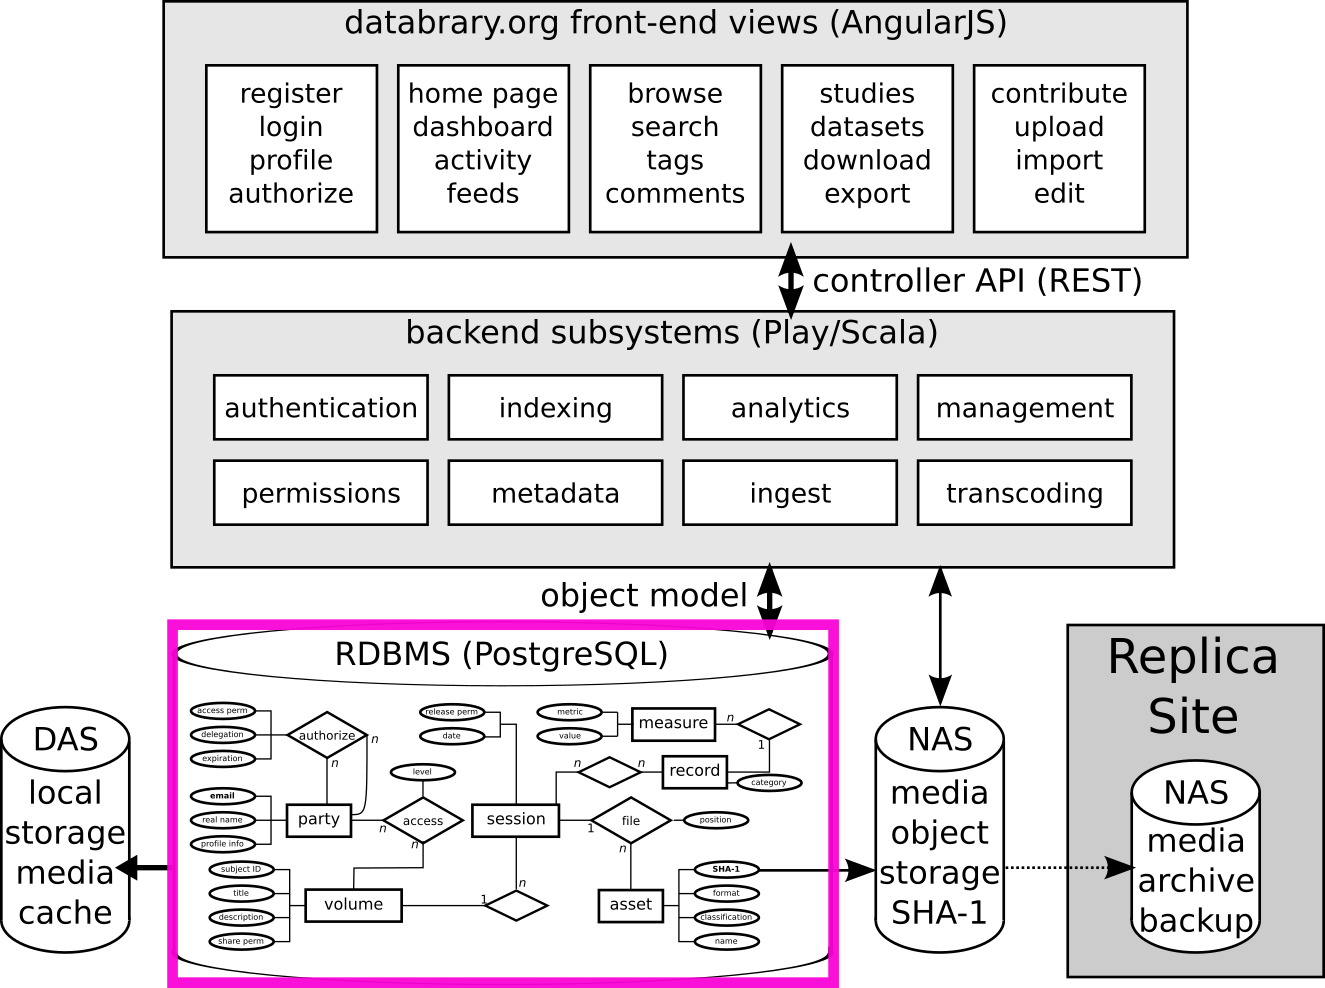 databrary.org front-end views (AngularJS)
register
login
profile
authorize
home page
dashboard
activity
feeds
browse
search
tags
comments
studies
datasets
download
export
contribute
upload
import
edit
controller API (REST)
backend subsystems (Play/Scala)
authentication
indexing
analytics
management
permissions
metadata
ingest
transcoding
object model
RDBMS (PostgreSQL)
access perm
delegation
expiration
authorize
n
n
email
real name
profile info
party
n
access
level
n
subject ID
title
description
share perm
volume
1
n
release perm
date
session
n
n
metric
value
measure
n
1
record
category
1
file
position
n
asset
SHA-1
format
classification
name
DAS
local
storage
media
cache
NAS
media
object
storage
SHA-1
Replica
Site
NAS
media
archive
backup